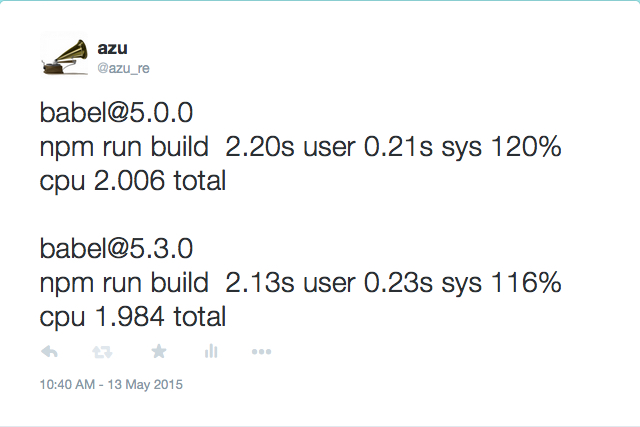 azu
@azu_re
babel@5.0.0
npm run build  2.20s user 0.21s sys 120%
cpu 2.006 total

babel@5.3.0
npm run build  2.13s user 0.23s sys 116%
cpu 1.984 total
10:40 AM - 13 May 2015